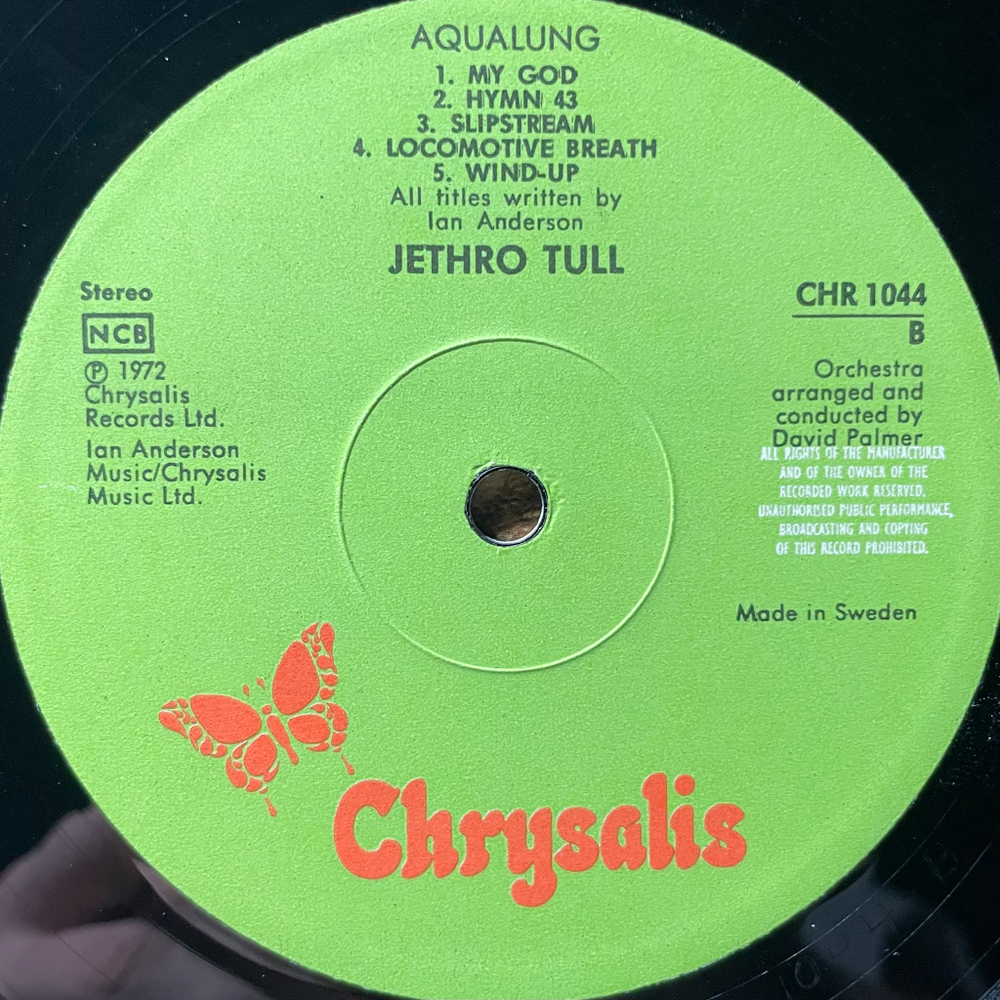 AQUALUNG
1. MY GOD
2. HYMN 43
3. SLIPSTREAM
4. LOCOMOTIVE BREATH
5. WIND-UP
All titles written by
Ian Anderson
JETHRO TULL
Stereo
NCB
℗ 1972
Chrysalis
Records Ltd.
Ian Anderson
Music/Chrysalis
Music Ltd.
CHR 1044
B
Orchestra
arranged and
conducted by
David Palmer
ALL RIGHTS OF THE MANUFACTURER
AND OF THE OWNER OF THE
RECORDED WORK RESERVED.
UNAUTHORISED PUBLIC PERFORMANCE,
BROADCASTING AND COPYING
OF THIS RECORD PROHIBITED.
Made in Sweden
Chrysalis